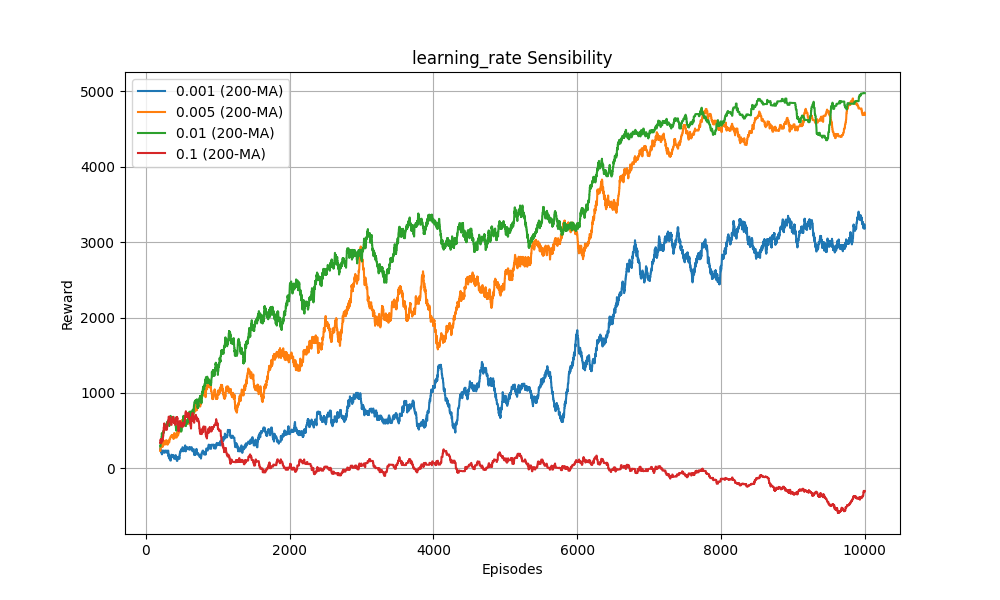 learning_rate Sensibility
0.001 (200-MA)
0.005 (200-MA)
0.01 (200-MA)
0.1 (200-MA)
5000
4000
3000
2000
1000
0
Reward
0 2000 4000 6000 8000 10000
Episodes